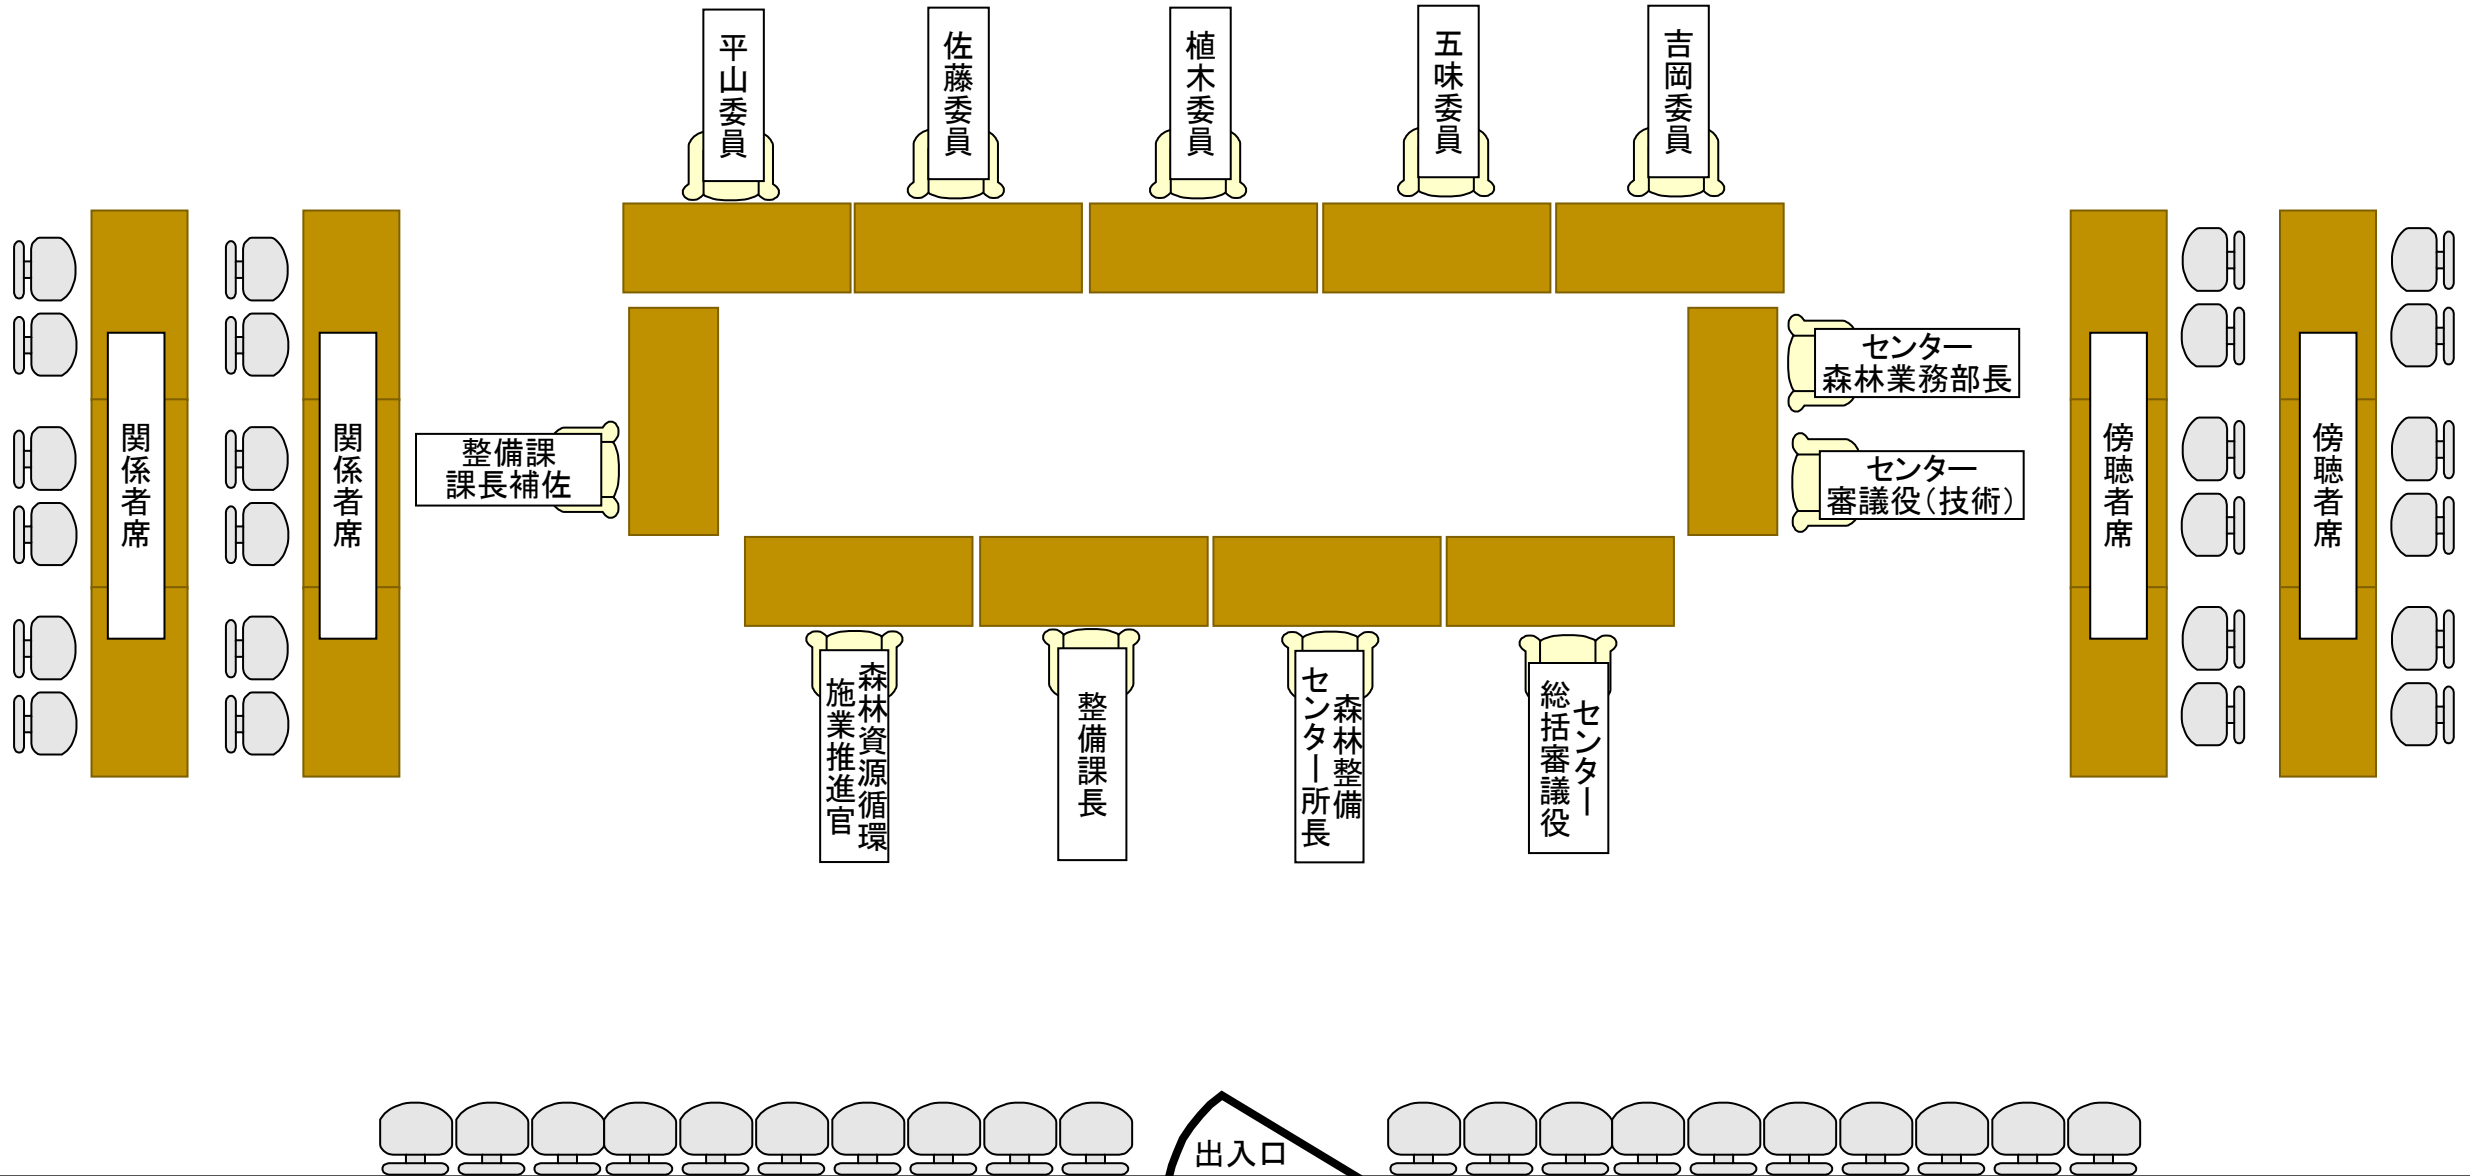 平山委員
佐藤委員
植木委員
五味委員
吉岡委員
センター
森林業務部長
センター
審議役（技術）
整備課
課長補佐
関係者席
関係者席
傍聴者席
傍聴者席
森林資源循環
施業推進官
整備課長
森林整備
センター所長
センター
総括審議役
出入口